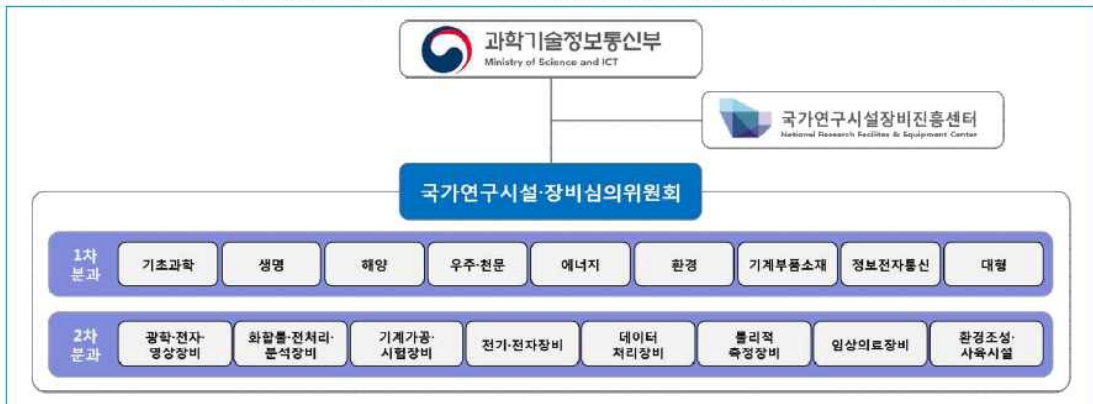 과학기술정보통신부
Ministry of Science and ICT
국가연구시설장비진흥센터
National Research Facilities & Equipment Center
국가연구시설·장비심의위원회
1차
분과
기초과학
생명
해양
우주·천문
에너지
환경
기계부품소재
정보전자통신
대형
2차
분과
광학·전자·
영상장비
화합물·전처리·
분석장비
기계가공·
시험장비
전기·전자장비
데이터
처리장비
물리적
측정장비
임상의료장비
환경조성·
사육시설